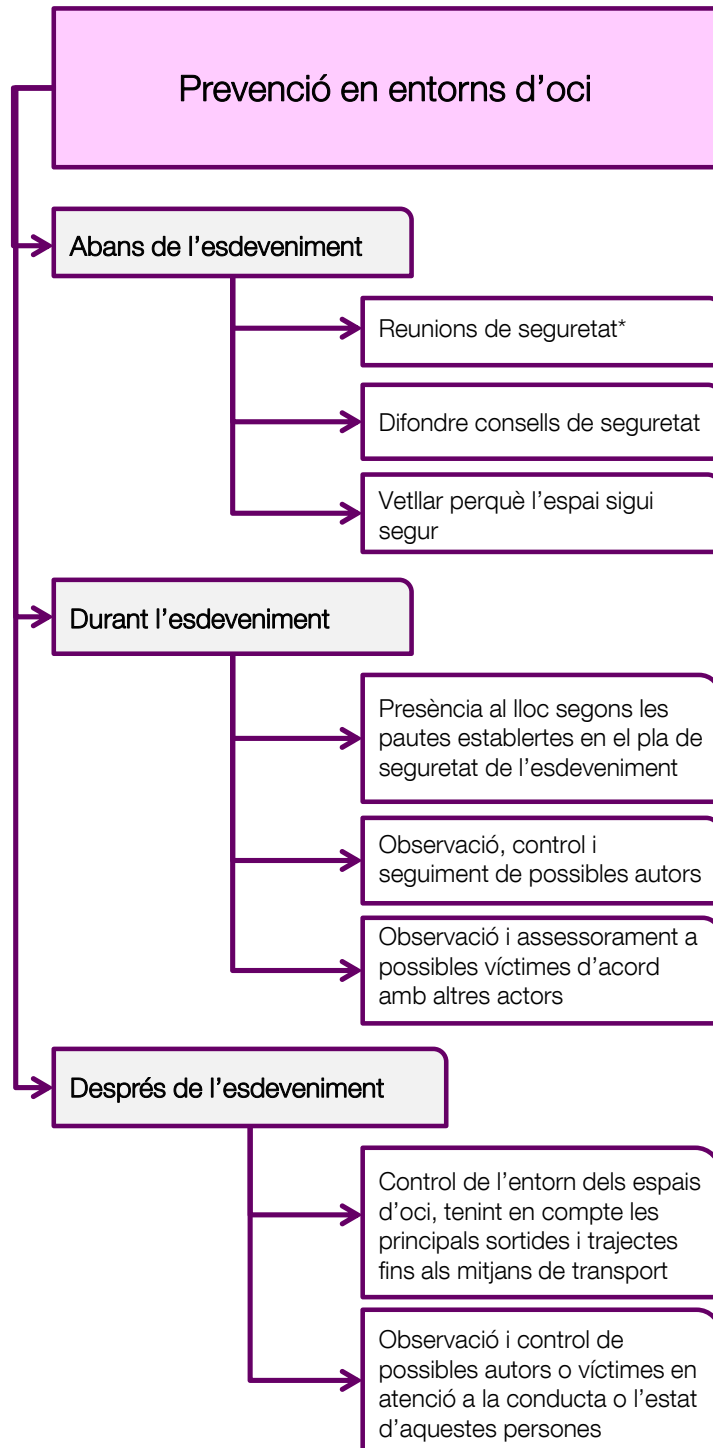 Prevenció en entorns d’oci
Abans de l’esdeveniment
Reunions de seguretat*
Difondre consells de seguretat
Vetllar perquè l’espai sigui
segur
Durant l’esdeveniment
Presència al lloc segons les
pautes establertes en el pla de
seguretat de l’esdeveniment
Observació, control i
seguiment de possibles autors
Observació i assessorament a
possibles víctimes d’acord
amb altres actors
Després de l’esdeveniment
Control de l’entorn dels espais
d’oci, tenint en compte les
principals sortides i trajectes
fins als mitjans de transport
Observació i control de
possibles autors o víctimes en
atenció a la conducta o l’estat
d’aquestes persones